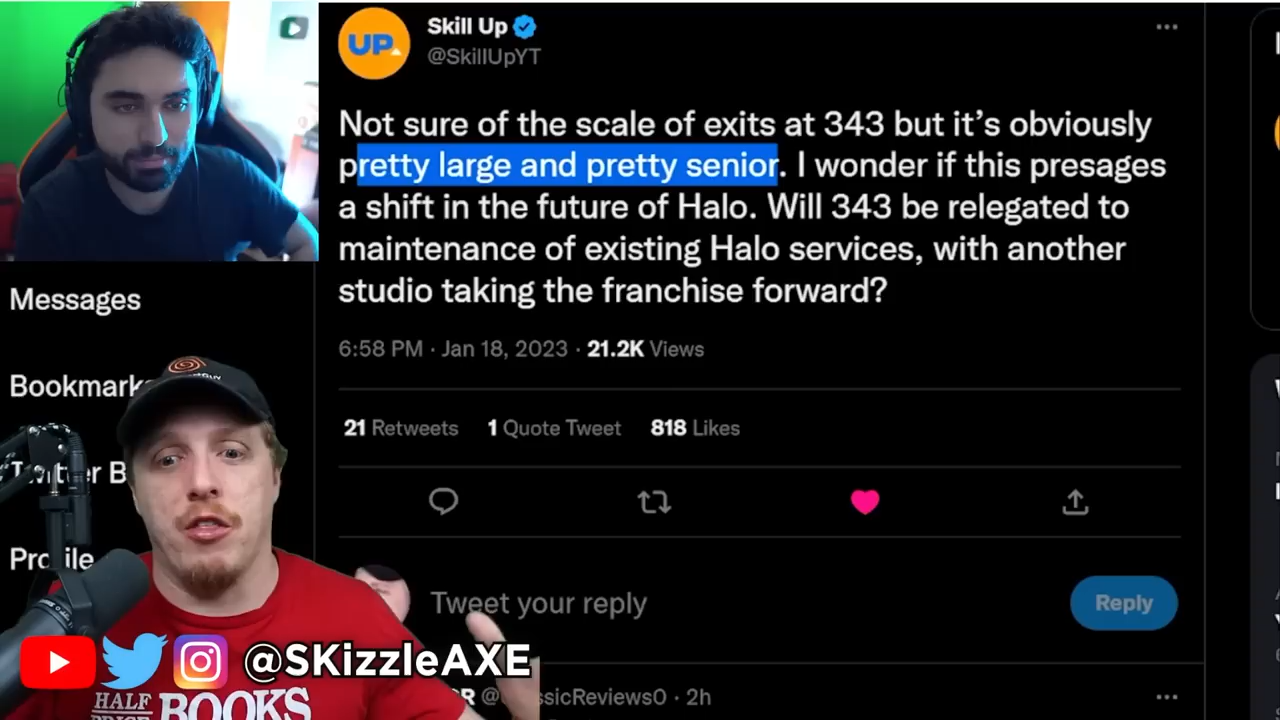 UP
Skill Up
@SkillUpYT
Not sure of the scale of exits at 343 but it's obviously
pretty large and pretty senior. I wonder if this presages
a shift in the future of Halo. Will 343 be relegated to
maintenance of existing Halo services, with another
studio taking the franchise forward?
6:58 PM · Jan 18, 2023 · 21.2K Views
21 Retweets 1 Quote Tweet 818 Likes
Tweet your reply
Reply
· 2h
Messages
@SKizzleAXE
HALF
BOOKS